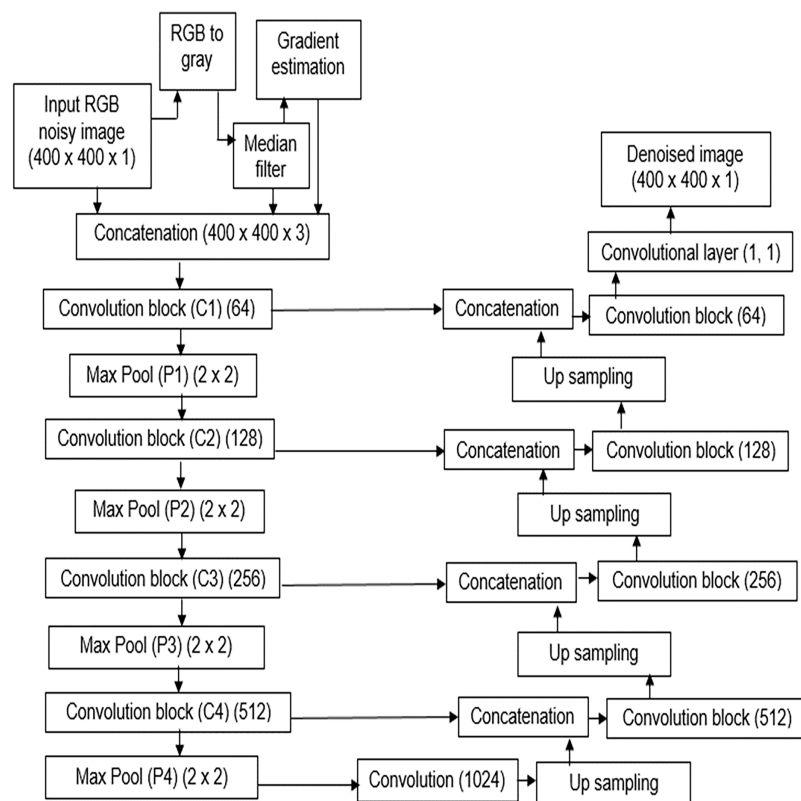 RGB to
gray
Gradient
estimation
Input RGB
noisy image
(400 x 400 x 1)
Median
filter
Concatenation (400 x 400 x 3)
Convolution block (C1) (64)
Max Pool (P1) (2 x 2)
Convolution block (C2) (128)
Max Pool (P2) (2 x 2)
Convolution block (C3) (256)
Max Pool (P3) (2 x 2)
Convolution block (C4) (512)
Max Pool (P4) (2 x 2)
Convolution (1024)
Up sampling
Concatenation
Convolution block (512)
Up sampling
Concatenation
Convolution block (256)
Up sampling
Concatenation
Convolution block (128)
Up sampling
Concatenation
Convolution block (64)
Convolutional layer (1, 1)
Denoised image
(400 x 400 x 1)